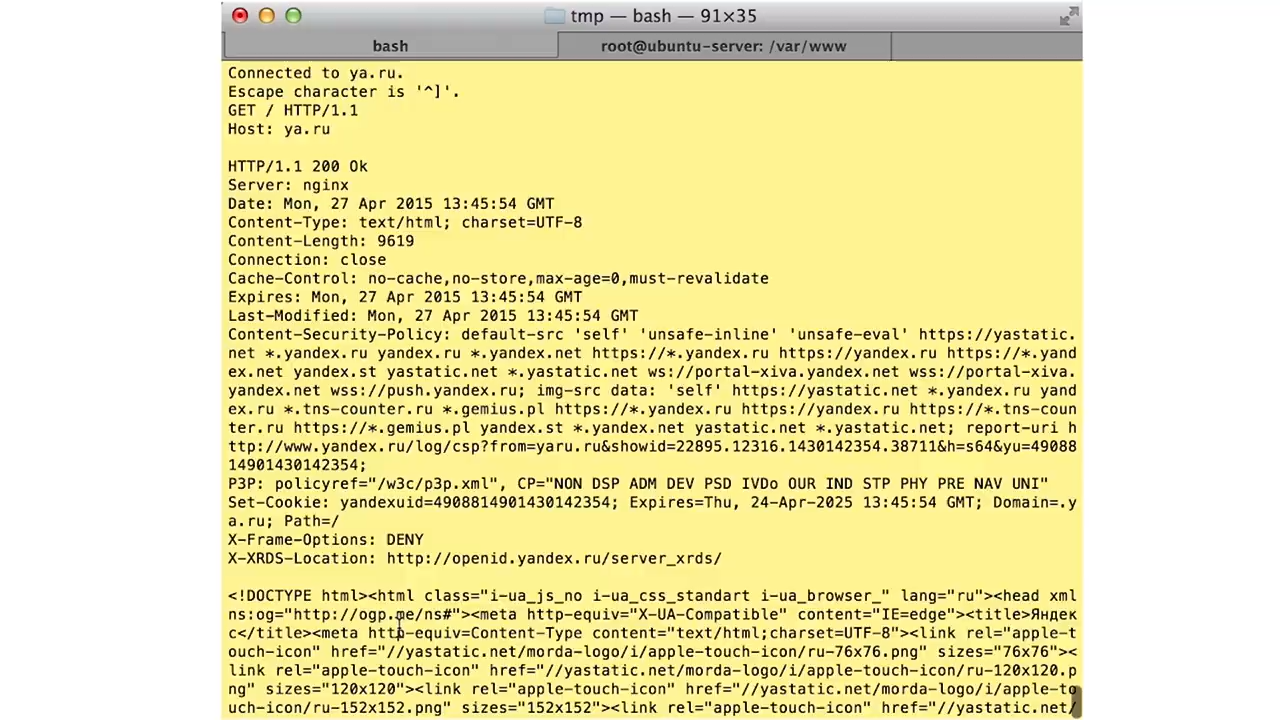 tmp — bash — 91×35
bash
root@ubuntu-server: /var/www
Connected to ya.ru.
Escape character is '^]'.
GET / HTTP/1.1
Host: ya.ru
HTTP/1.1 200 Ok
Server: nginx
Date: Mon, 27 Apr 2015 13:45:54 GMT
Content-Type: text/html; charset=UTF-8
Content-Length: 9619
Connection: close
Cache-Control: no-cache,no-store,max-age=0,must-revalidate
Expires: Mon, 27 Apr 2015 13:45:54 GMT
Last-Modified: Mon, 27 Apr 2015 13:45:54 GMT
Content-Security-Policy: default-src 'self' 'unsafe-inline' 'unsafe-eval' https://yastatic.
net *.yandex.ru yandex.ru *.yandex.net https://*.yandex.ru https://yandex.ru https://*.yand
ex.net yandex.st yastatic.net *.yastatic.net ws://portal-xiva.yandex.net wss://portal-xiva.
yandex.net wss://push.yandex.ru; img-src data: 'self' https://yastatic.net *.yandex.ru yand
ex.ru *.tns-counter.ru *.gemius.pl https://*.yandex.ru https://yandex.ru https://*.tns-coun
ter.ru https://*.gemius.pl yandex.st *.yandex.net yastatic.net *.yastatic.net; report-uri h
ttp://www.yandex.ru/log/csp?from=yaru.ru&showid=22895.12316.1430142354.38711&h=s64&yu=49088
14901430142354;
P3P: policyref="/w3c/p3p.xml", CP="NON DSP ADM DEV PSD IVDo OUR IND STP PHY PRE NAV UNI"
Set-Cookie: yandexuid=4908814901430142354; Expires=Thu, 24-Apr-2025 13:45:54 GMT; Domain=.y
a.ru; Path=/
X-Frame-Options: DENY
X-XRDS-Location: http://openid.yandex.ru/server_xrds/
<!DOCTYPE html><html class="i-ua_js_no i-ua_css_standart i-ua_browser_" lang="ru"><head xml
ns:og="http://ogp.me/ns#"><meta http-equiv="X-UA-Compatible" content="IE=edge"><title>Яндек
с</title><meta http-equiv=Content-Type content="text/html;charset=UTF-8"><link rel="apple-t
ouch-icon" href="//yastatic.net/morda-logo/i/apple-touch-icon/ru-76x76.png" sizes="76x76"><
link rel="apple-touch-icon" href="//yastatic.net/morda-logo/i/apple-touch-icon/ru-120x120.p
ng" sizes="120x120"><link rel="apple-touch-icon" href="//yastatic.net/morda-logo/i/apple-to
uch-icon/ru-152x152.png" sizes="152x152"><link rel="apple-touch-icon" href="//yastatic.net/